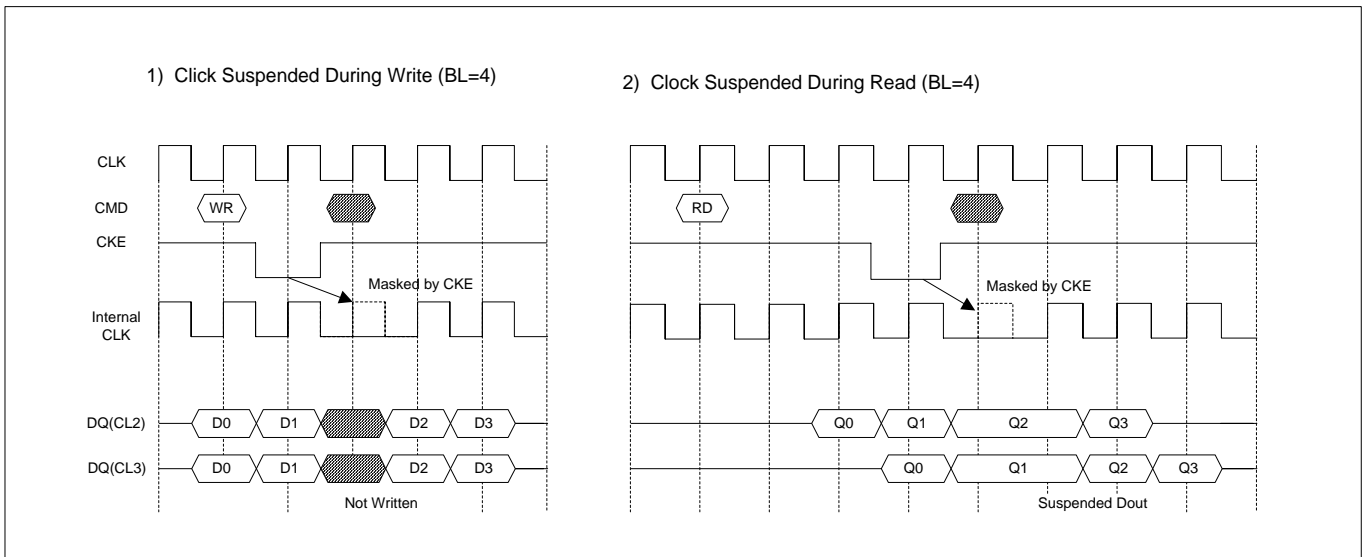 1) Click Suspended During Write (BL=4)
2) Clock Suspended During Read (BL=4)
CLK
CMD
WR
RD
CKE
Masked by CKE
Masked by CKE
Internal
CLK
DQ(CL2)
D0 D1 D2 D3
Q0 Q1 Q2 Q3
DQ(CL3)
D0 D1 D2 D3
Q0 Q1 Q2 Q3
Not Written
Suspended Dout